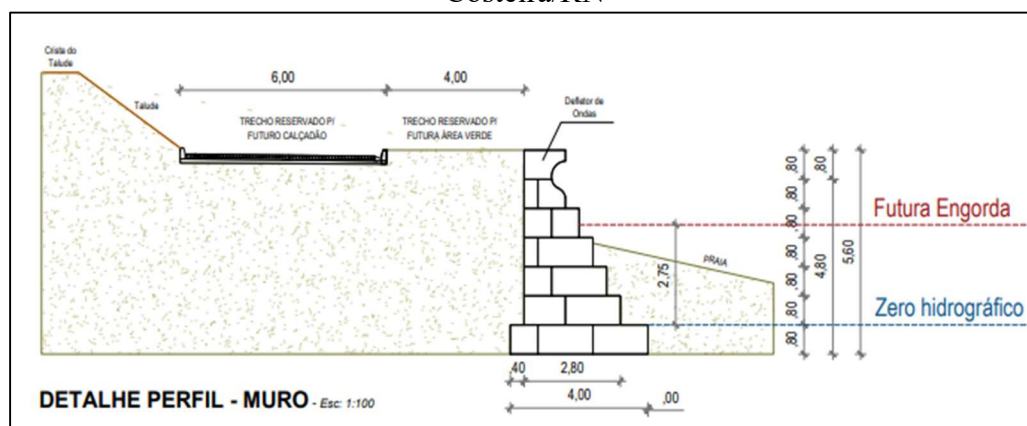 Costeira/RN
Crista do
Talude
6,00
4,00
Defletor de
Ondas
Talude
TRECHO RESERVADO P/
FUTURO CALÇADÃO
TRECHO RESERVADO P/
FUTURA ÁREA VERDE
,80
,80
,80
,80
,80
,80
,80
,80
4,80
5,60
Futura Engorda
2,75
PRAIA
Zero hidrográfico
,40
2,80
4,00
,00
DETALHE PERFIL - MURO - Esc: 1:100